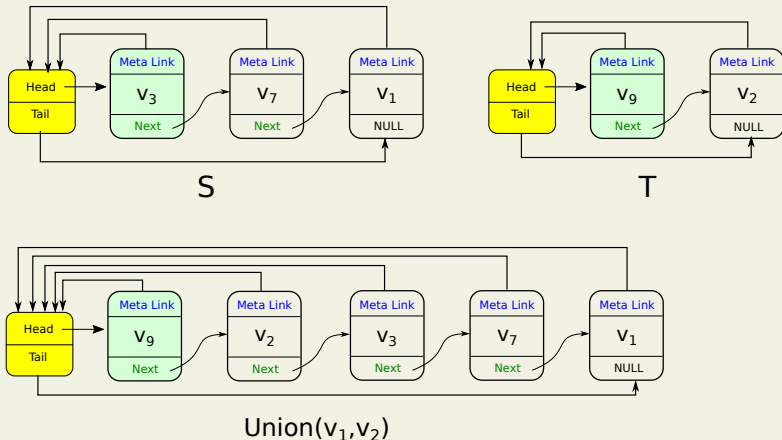 Meta Link Meta Link Meta Link
Head
v3 v7 v1
Tail
Next Next NULL
S
Meta Link Meta Link
Head
v9 v2
Tail
Next NULL
T
Meta Link Meta Link Meta Link Meta Link Meta Link
Head
v9 v2 v3 v7 v1
Tail
Next Next Next Next NULL
Union(v1,v2)